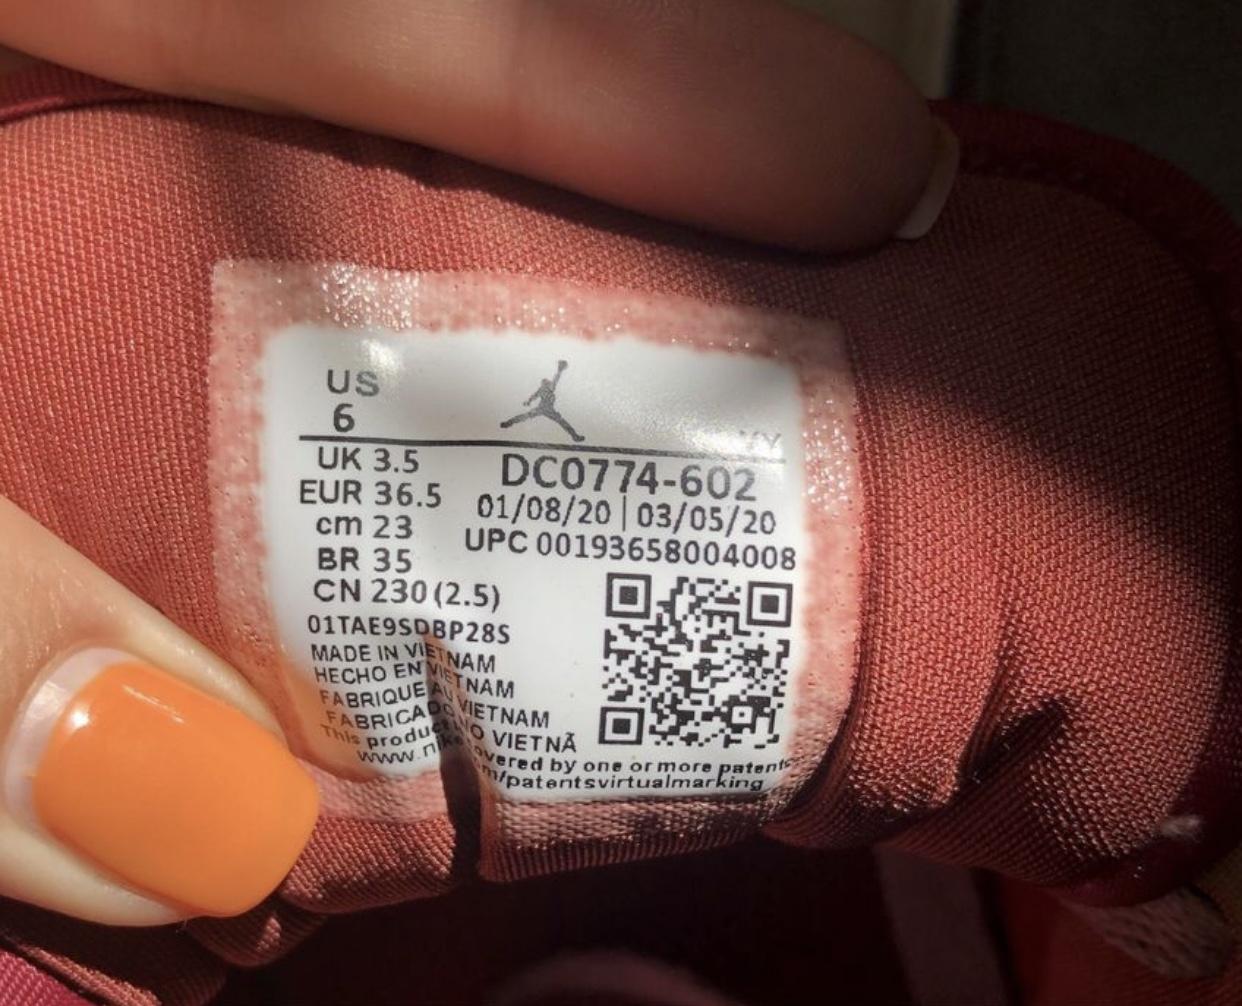 US
6
VY
UK 3.5
EUR 36.5
cm 23
BR 35
CN 230 (2.5)
DC0774-602
01/08/20 | 03/05/20
UPC 00193658004008
01TAE9SDBP28S
MADE IN VIETNAM
HECHO EN VIETNAM
FABRIQUE AU VIETNAM
FABRICADO NO VIETNÃ
This product covered by one or more patents
www.nike m/patentsvirtualmarking